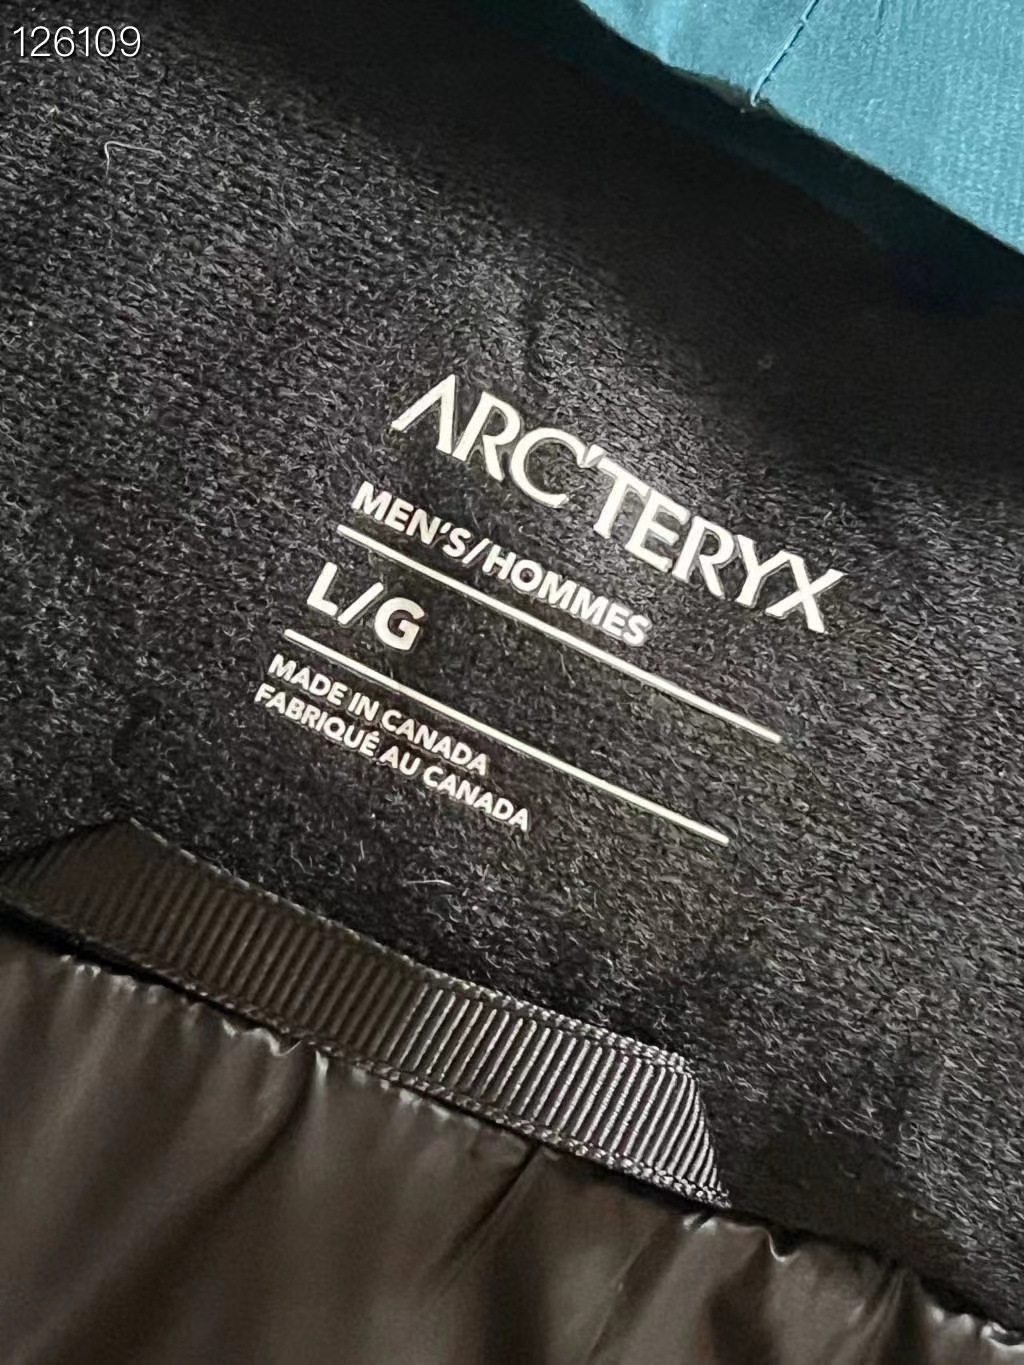 126109
ARC'TERYX
MEN'S/HOMMES
L/G
MADE IN CANADA
FABRIQUÉ AU CANADA